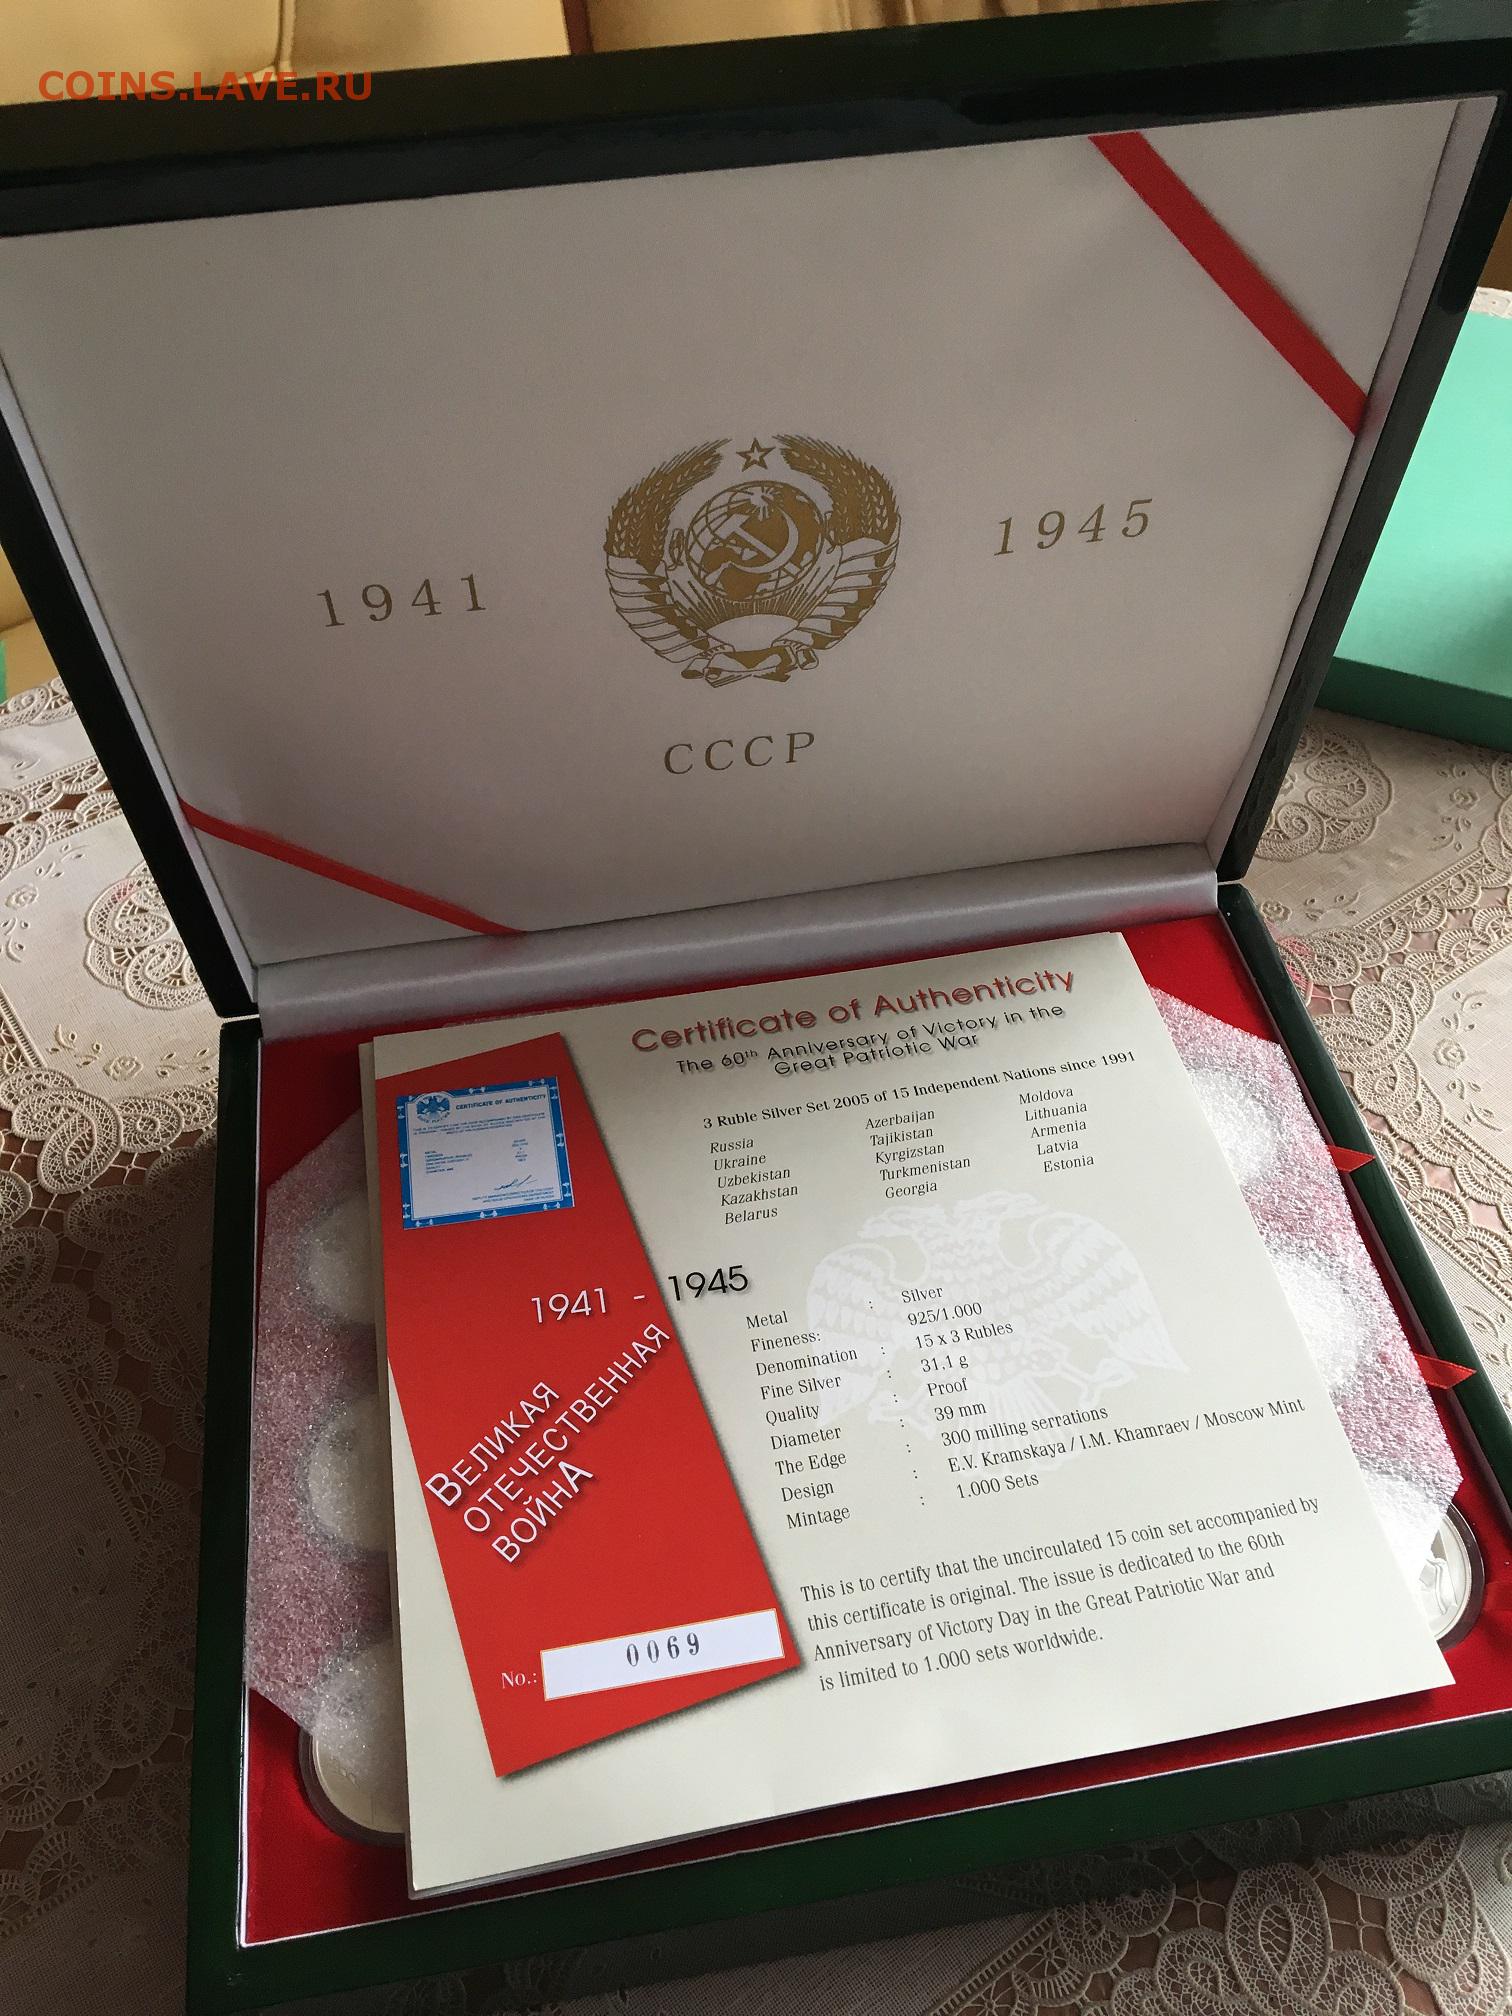 COINS.LAVE.RU
1941
1945
СССР
Certificate of Authenticity
The 60th Anniversary of Victory in the
Great Patriotic War
3 Ruble Silver Set 2005 of 15 Independent Nations since 1991
Russia
Ukraine
Uzbekistan
Kazakhstan
Belarus
Azerbaijan
Tajikistan
Kyrgizstan
Turkmenistan
Georgia
Moldova
Lithuania
Armenia
Latvia
Estonia
CERTIFICATE OF AUTHENTICITY
1941 - 1945
ВЕЛИКАЯ
ОТЕЧЕСТВЕННАЯ
ВОЙНА
Metal : Silver
Fineness: 925/1.000
Denomination : 15 x 3 Rubles
Fine Silver : 31,1 g
Quality : Proof
Diameter : 39 mm
The Edge : 300 milling serrations
Design : E.V. Kramskaya / I.M. Khamraev / Moscow Mint
Mintage : 1.000 Sets
This is to certify that the uncirculated 15 coin set accompanied by
this certificate is original. The issue is dedicated to the 60th
Anniversary of Victory Day in the Great Patriotic War and
is limited to 1.000 sets worldwide.
No.: 0069